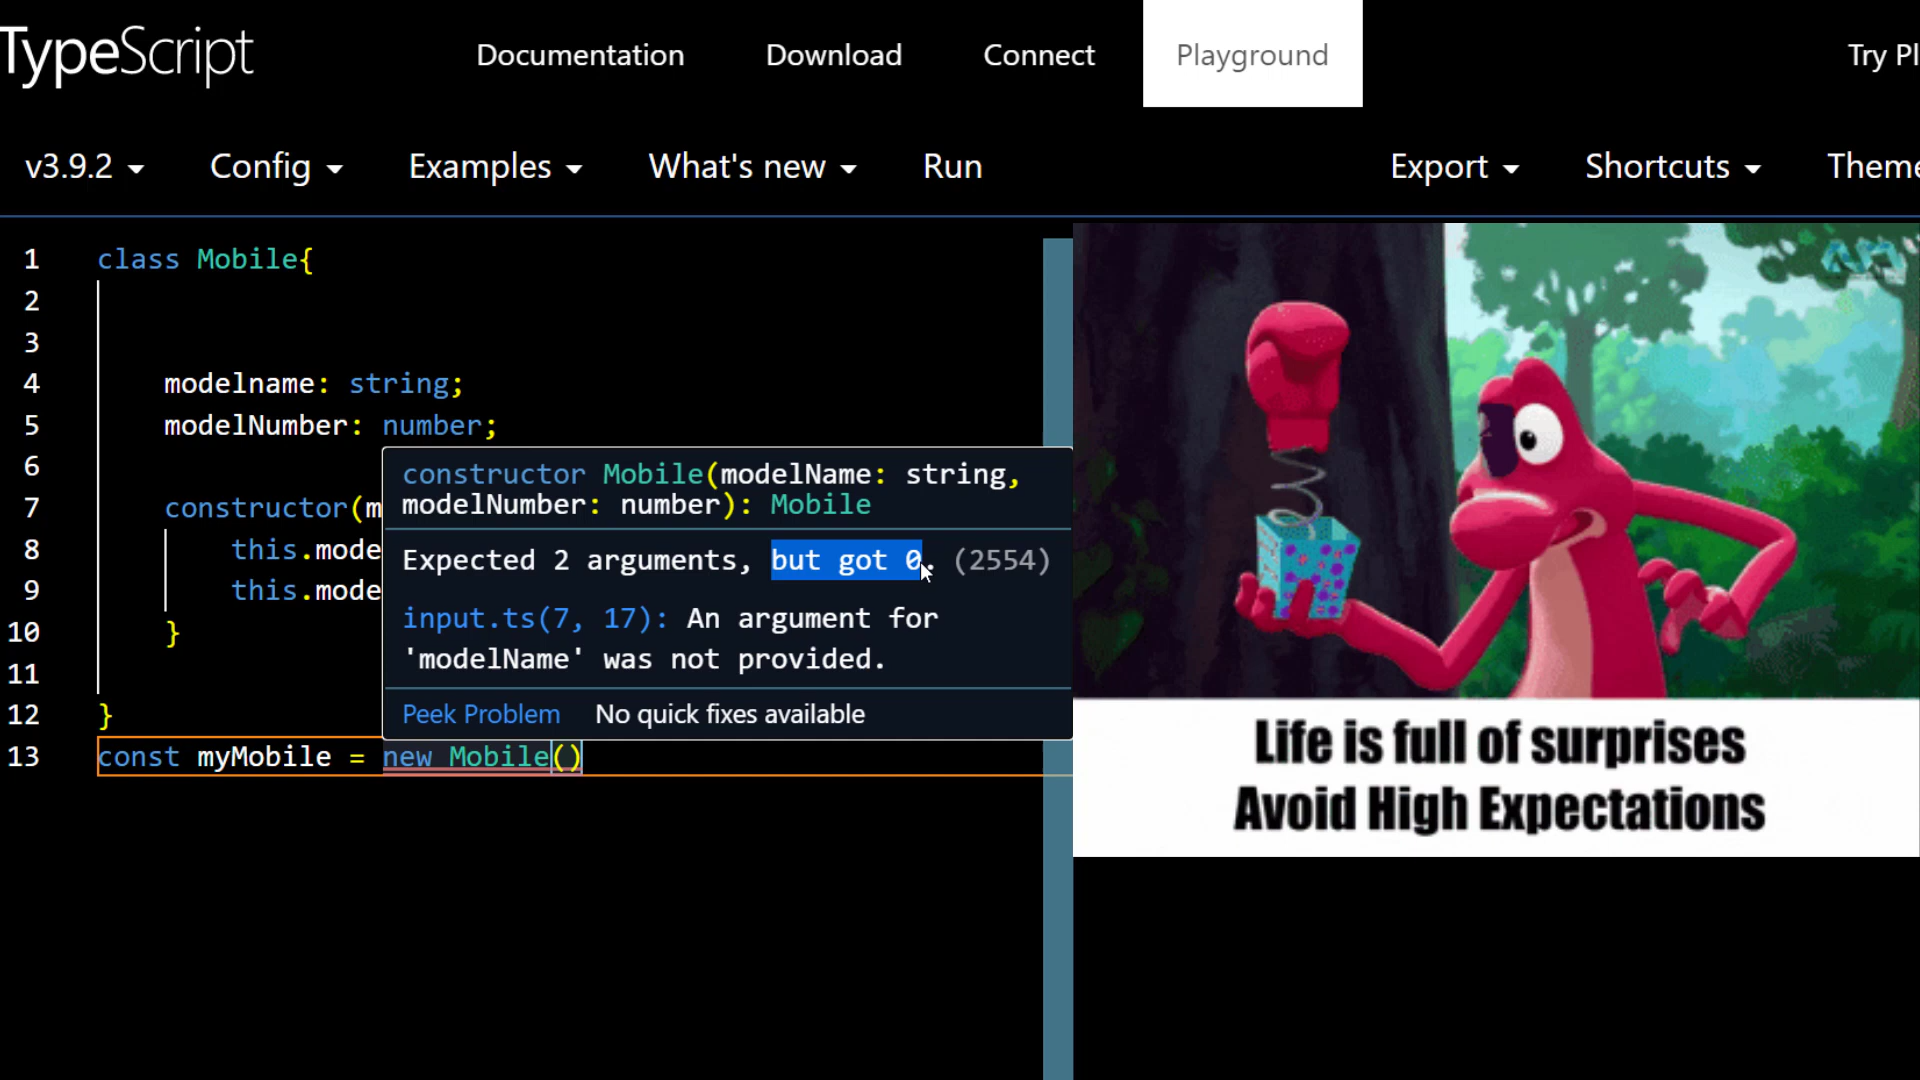 TypeScript
Documentation Download Connect Playground Try Pl
v3.9.2 Config Examples What's new Run Export Shortcuts Theme
1 class Mobile{
2
3
4 modelname: string;
5 modelNumber: number;
6
7 constructor(m
8 this.mode
9 this.mode
10 }
11
12 }
13 const myMobile = new Mobile()
constructor Mobile(modelName: string,
modelNumber: number): Mobile
Expected 2 arguments, but got 0. (2554)
input.ts(7, 17): An argument for
'modelName' was not provided.
Peek Problem No quick fixes available
Life is full of surprises
Avoid High Expectations